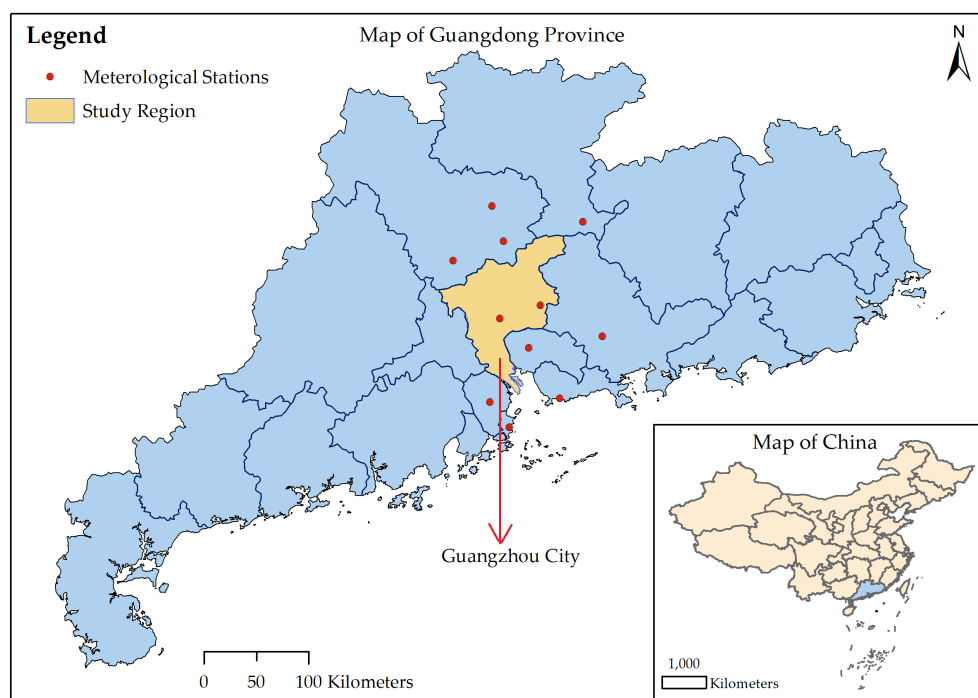 Legend
Map of Guangdong Province
N
Meterological Stations
Study Region
Guangzhou City
0 50 100 Kilometers
Map of China
1,000
Kilometers